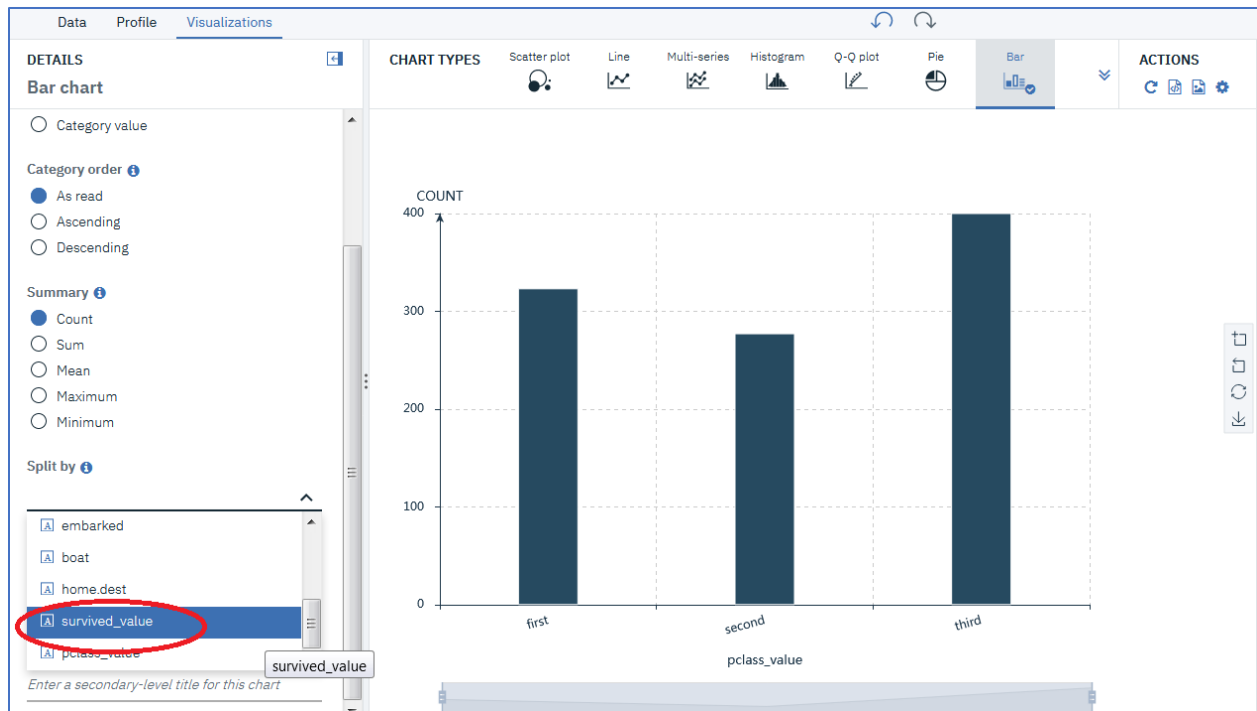 Data Profile Visualizations
DETAILS
Bar chart
Category value
Category order
As read
Ascending
Descending
Summary
Count
Sum
Mean
Maximum
Minimum
Split by
embarked
boat
home.dest
survived_value
pclass_value
survived_value
Enter a secondary-level title for this chart
CHART TYPES
Scatter plot
Line
Multi-series
Histogram
Q-Q plot
Pie
Bar
ACTIONS
COUNT
400
300
200
100
0
first
second
third
pclass_value